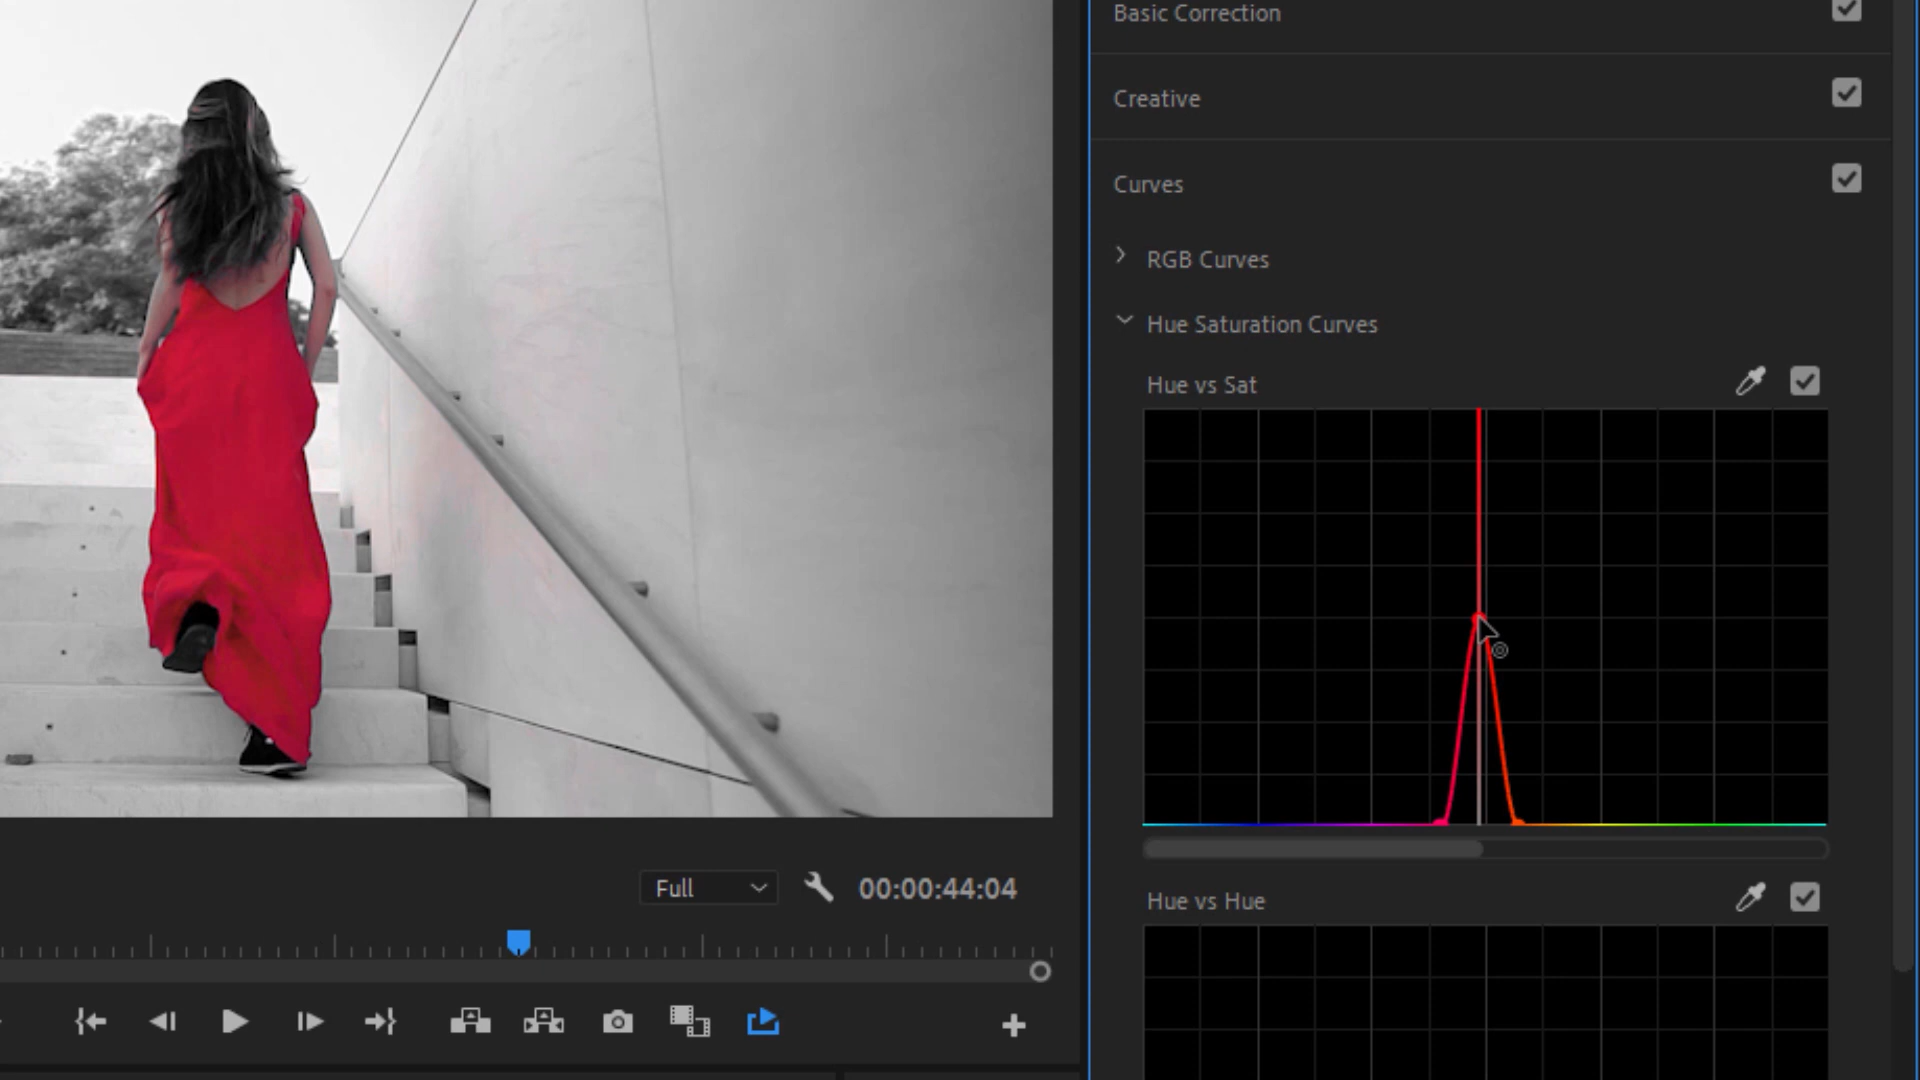 Basic Correction
Creative
Curves
RGB Curves
Hue Saturation Curves
Hue vs Sat
Full
00:00:44:04
Hue vs Hue